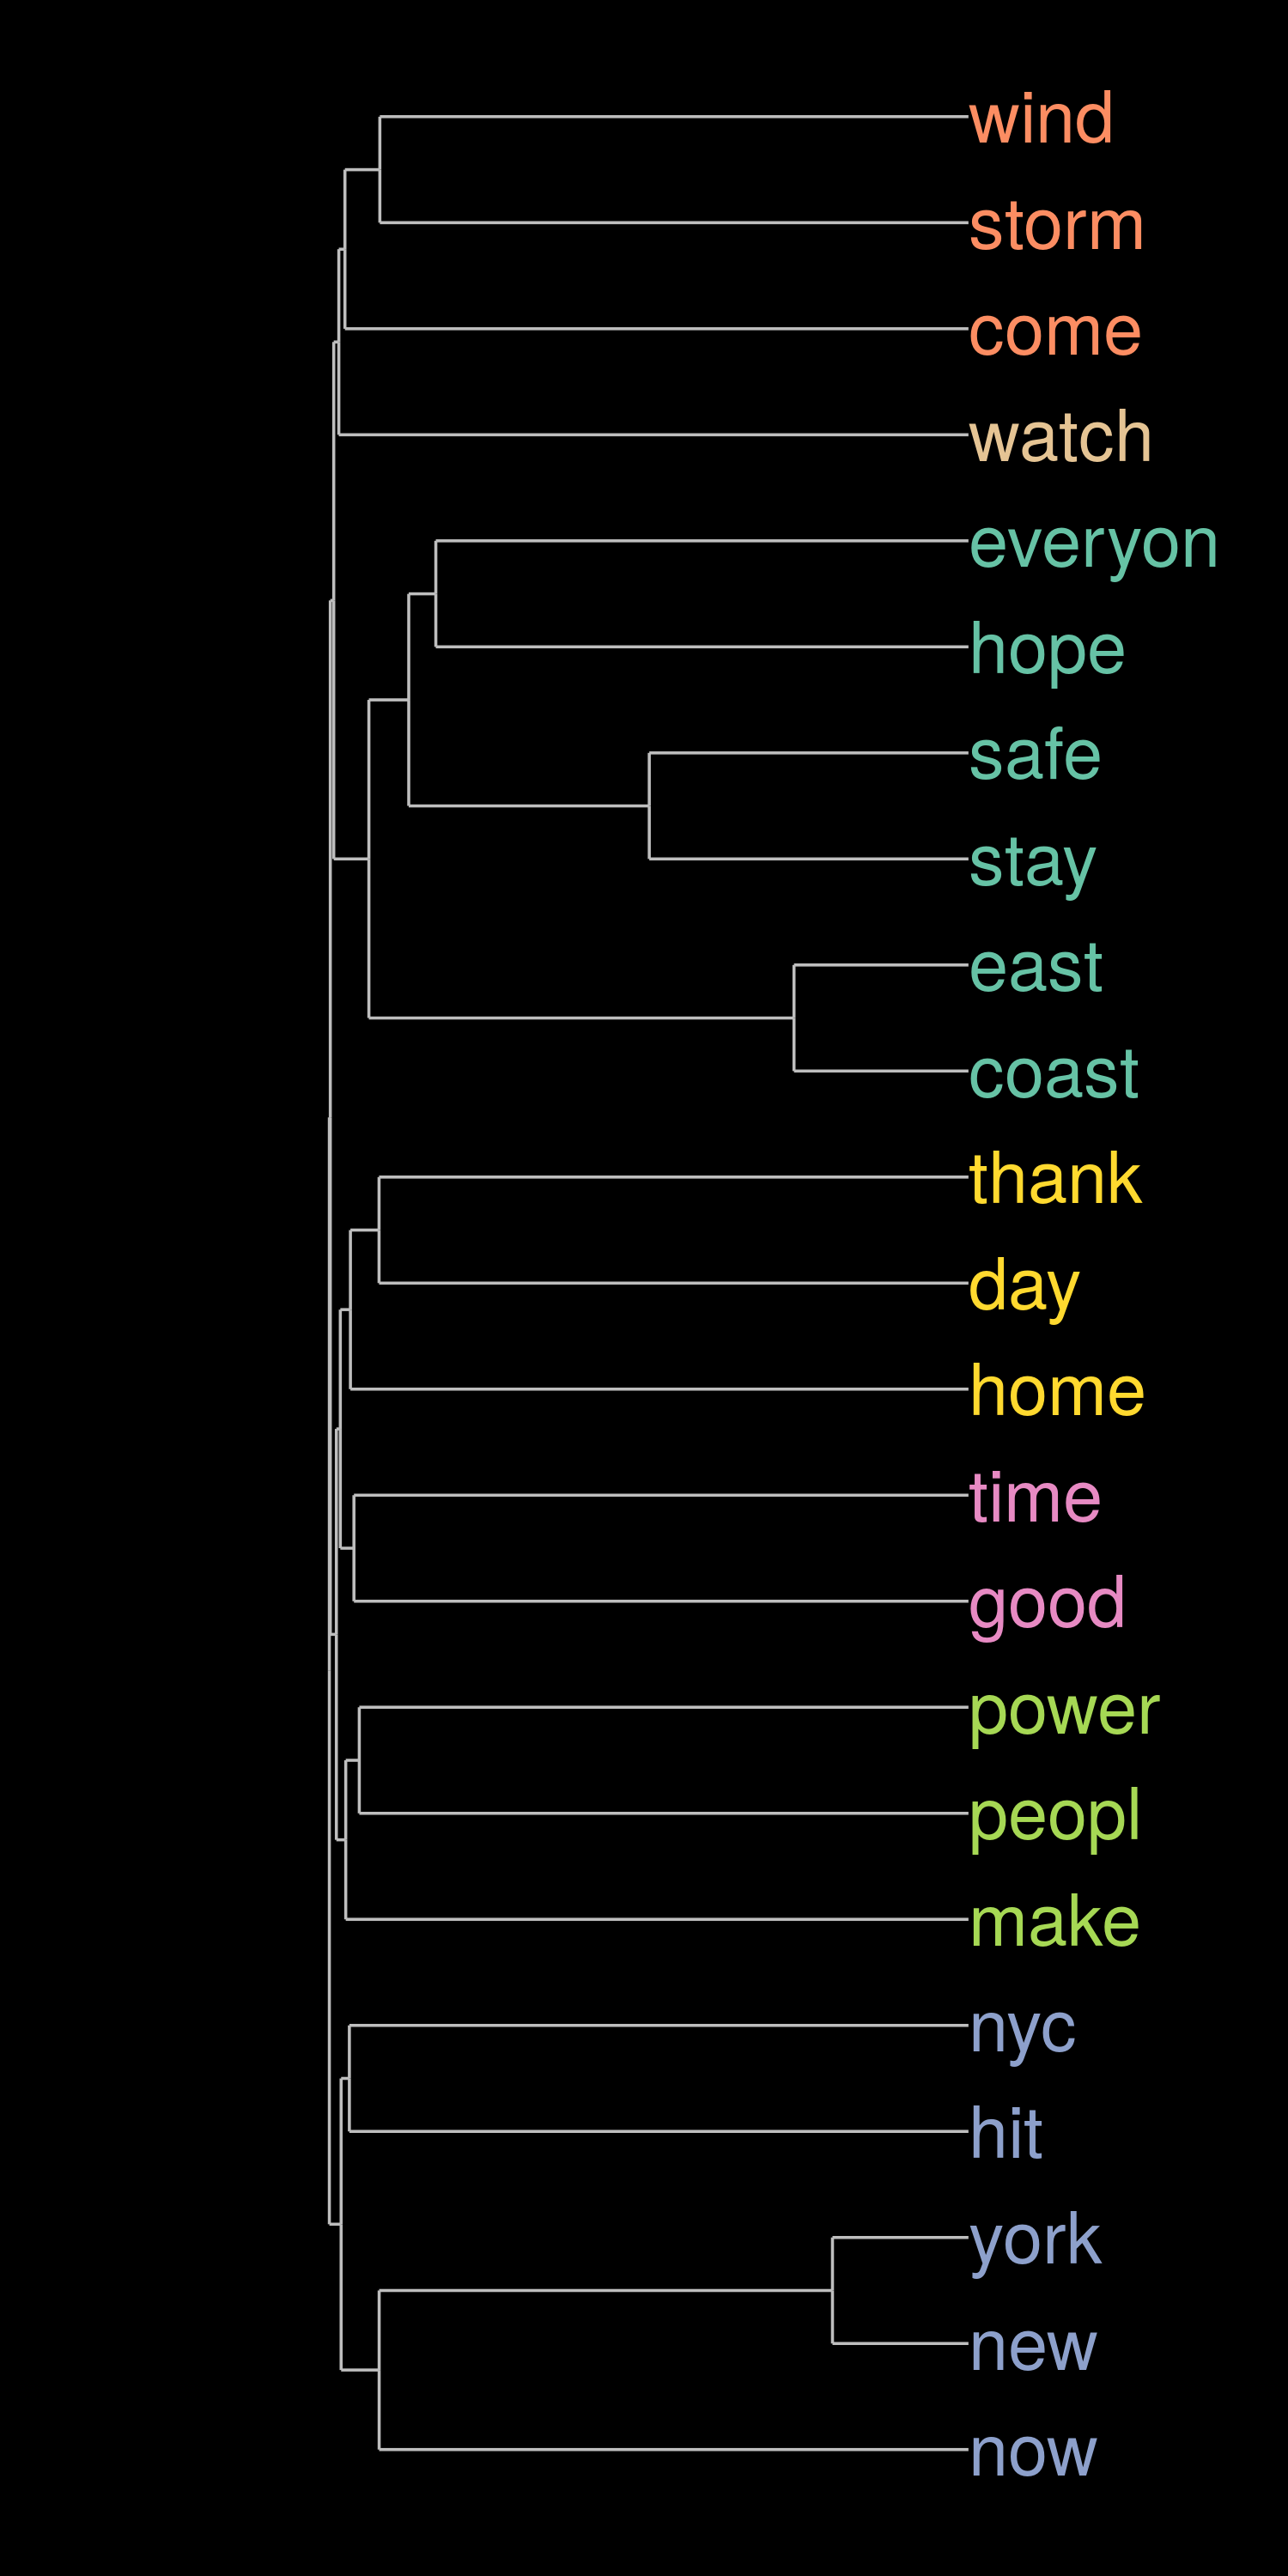 wind
storm
come
watch
everyon
hope
safe
stay
east
coast
thank
day
home
time
good
power
peopl
make
nyc
hit
york
new
now